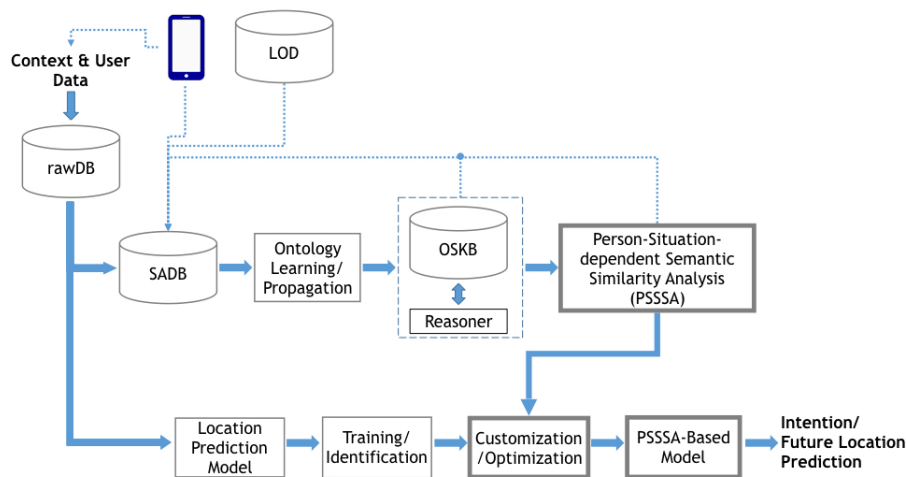 Context & User
Data
LOD
rawDB
SADB
Ontology
Learning/
Propagation
OSKB
Reasoner
Person-Situation-
dependent Semantic
Similarity Analysis
(PSSSA)
Location
Prediction
Model
Training/
Identification
Customization
/Optimization
PSSSA-Based
Model
Intention/
Future Location
Prediction